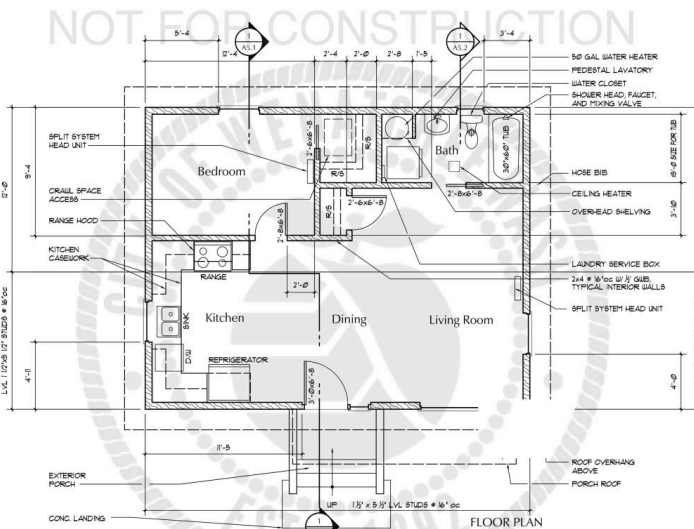 NOT FOR CONSTRUCTION
5'-4
1
A5.1
1
A5.2
3'-4
12'-4
2'-4
2'-0
2'-8
1'-5
50 GAL WATER HEATER
PEDESTAL LAVATORY
WATER CLOSET
SHOWER HEAD, FAUCET,
AND MIXING VALVE
SPLIT SYSTEM
HEAD UNIT
Bedroom
2'-6x6'-8
R/S
R/S
Bath
30"x60" TUB
HOSE BIB
CEILING HEATER
OVERHEAD SHELVING
12'-0
9'-4
3'-10
CRAWL SPACE
ACCESS
RANGE HOOD
2'-8x6'-8
R/S
2'-6x6'-8
2'-8x6'-8
KITCHEN
CASEWORK
LAUNDRY SERVICE BOX
2x4 @ 16"oc W/ ½ GWB,
TYPICAL INTERIOR WALLS
SPLIT SYSTEM HEAD UNIT
RANGE
2'-0
SINK
Kitchen
Dining
Living Room
D/W
REFRIGERATOR
3'-0x6'-8
LVL 1 1/2"x5 1/2" STUDS @ 16"oc
4'-11
4'-0
11'-5
EXTERIOR
PORCH
ROOF OVERHANG
ABOVE
PORCH ROOF
UP
1½" x 5 ½" LVL STUDS @ 16" oc
CONC. LANDING
1
FLOOR PLAN